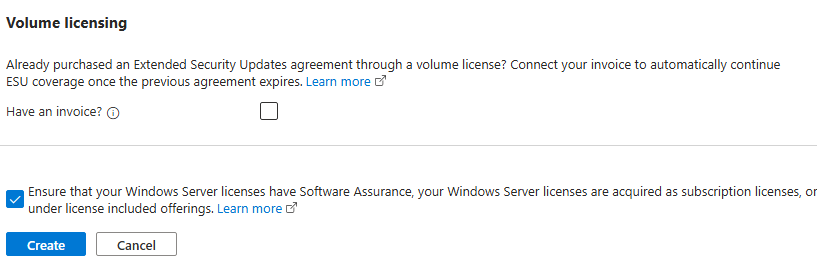 Volume licensing
Already purchased an Extended Security Updates agreement through a volume license? Connect your invoice to automatically continue
ESU coverage once the previous agreement expires. Learn more
Have an invoice?
Ensure that your Windows Server licenses have Software Assurance, your Windows Server licenses are acquired as subscription licenses, or
under license included offerings. Learn more
Create Cancel